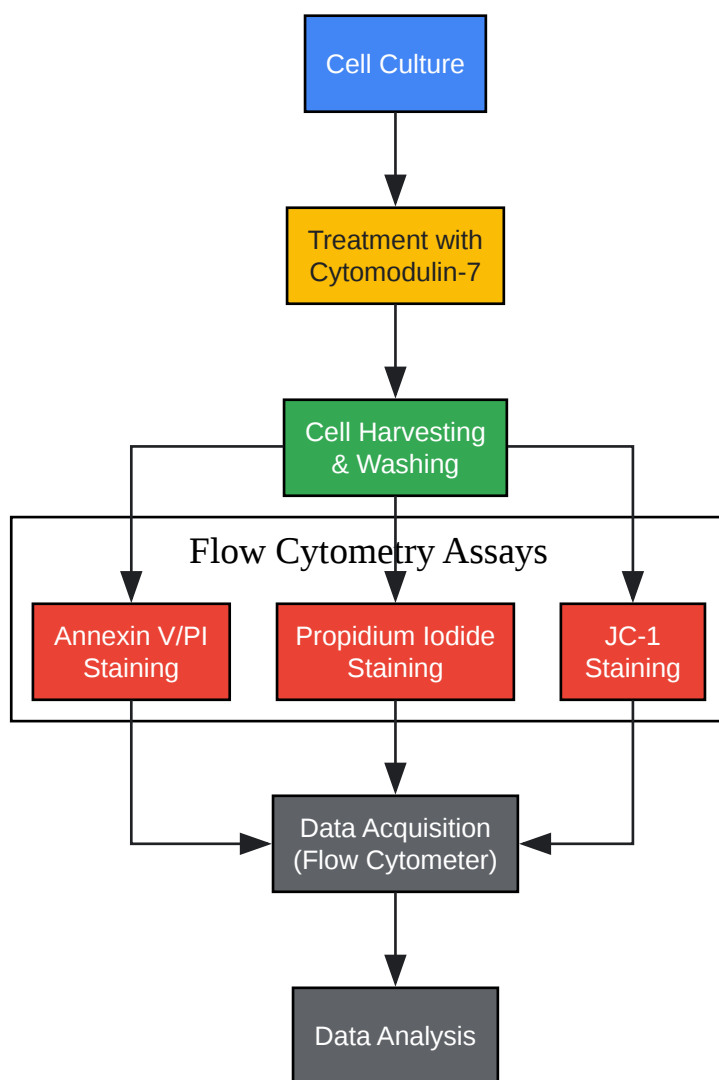 Cell Culture
Treatment with
Cytomodulin-7
Cell Harvesting
& Washing
Flow Cytometry Assays
Annexin V/PI
Staining
Propidium Iodide
Staining
JC-1
Staining
Data Acquisition
(Flow Cytometer)
Data Analysis